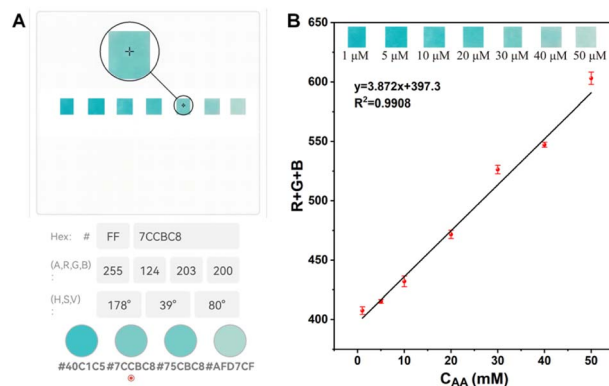 A
Hex: # FF 7CCBC8
(A,R,G,B) : 255 124 203 200
(H,S,V) : 178° 39° 80°
#40C1C5 #7CCBC8 #75CBC8 #AFD7CF
B
1 μM 5 μM 10 μM 20 μM 30 μM 40 μM 50 μM
y=3.872x+397.3
R²=0.9908
R+G+B
650
600
550
500
450
400
350
0 10 20 30 40 50
C_AA (mM)